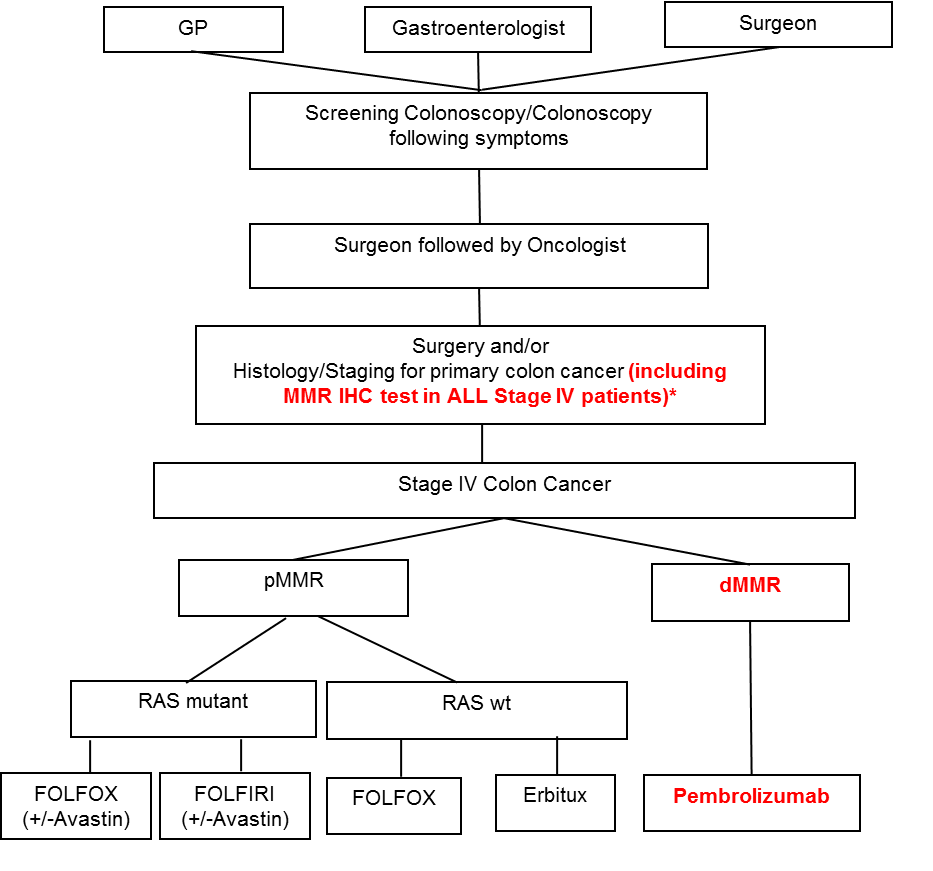 GP
Gastroenterologist
Surgeon
Screening Colonoscopy/Colonoscopy
following symptoms
Surgeon followed by Oncologist
Surgery and/or
Histology/Staging for primary colon cancer (including
MMR IHC test in ALL Stage IV patients)*
Stage IV Colon Cancer
pMMR
dMMR
RAS mutant
RAS wt
FOLFOX
(+/-Avastin)
FOLFIRI
(+/-Avastin)
FOLFOX
Erbitux
Pembrolizumab